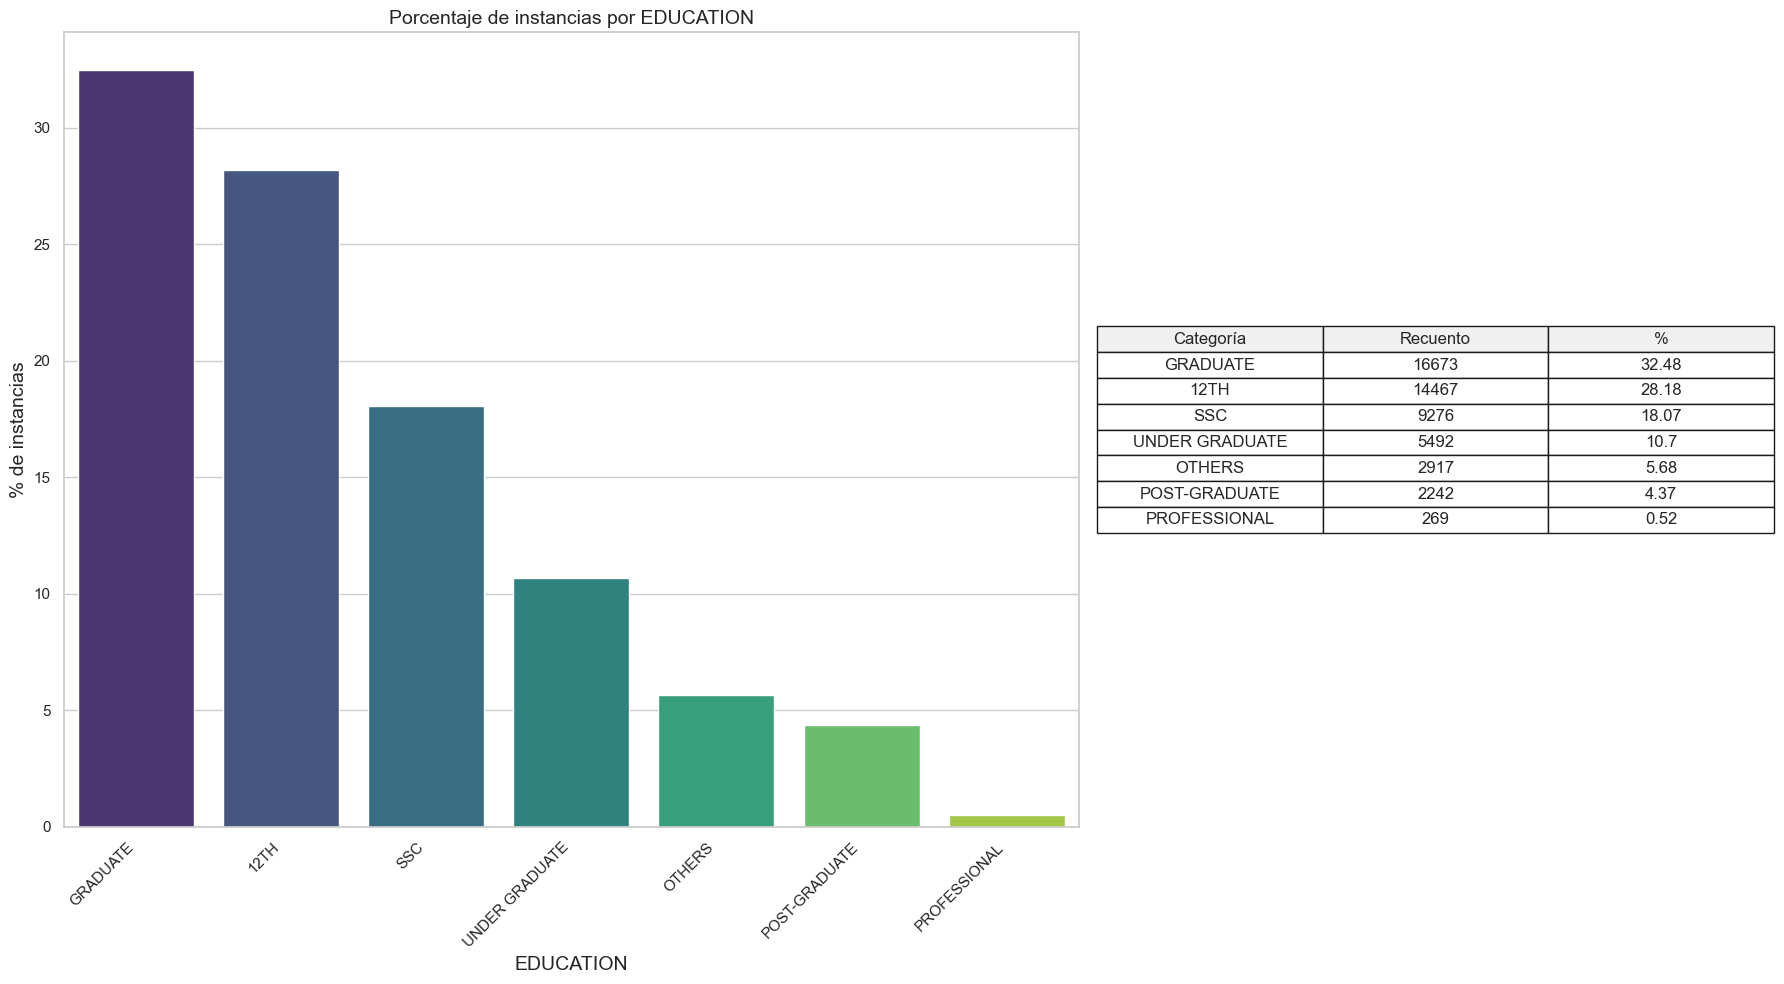 Porcentaje de instancias por EDUCATION
% de instancias
30
25
20
15
10
5
0
GRADUATE
12TH
SSC
UNDER GRADUATE
OTHERS
POST-GRADUATE
PROFESSIONAL
EDUCATION
Categoría Recuento %
GRADUATE 16673 32.48
12TH 14467 28.18
SSC 9276 18.07
UNDER GRADUATE 5492 10.7
OTHERS 2917 5.68
POST-GRADUATE 2242 4.37
PROFESSIONAL 269 0.52